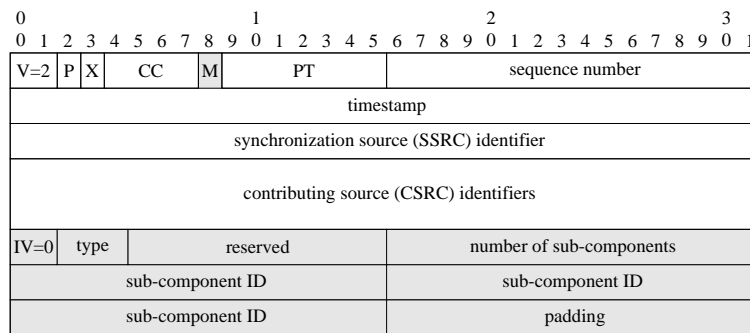 0 1 2 3
0 1 2 3 4 5 6 7 8 9 0 1 2 3 4 5 6 7 8 9 0 1 2 3 4 5 6 7 8 9 0 1
V=2 P X CC M PT sequence number
timestamp
synchronization source (SSRC) identifier
contributing source (CSRC) identifiers
IV=0 type reserved number of sub-components
sub-component ID sub-component ID
sub-component ID padding